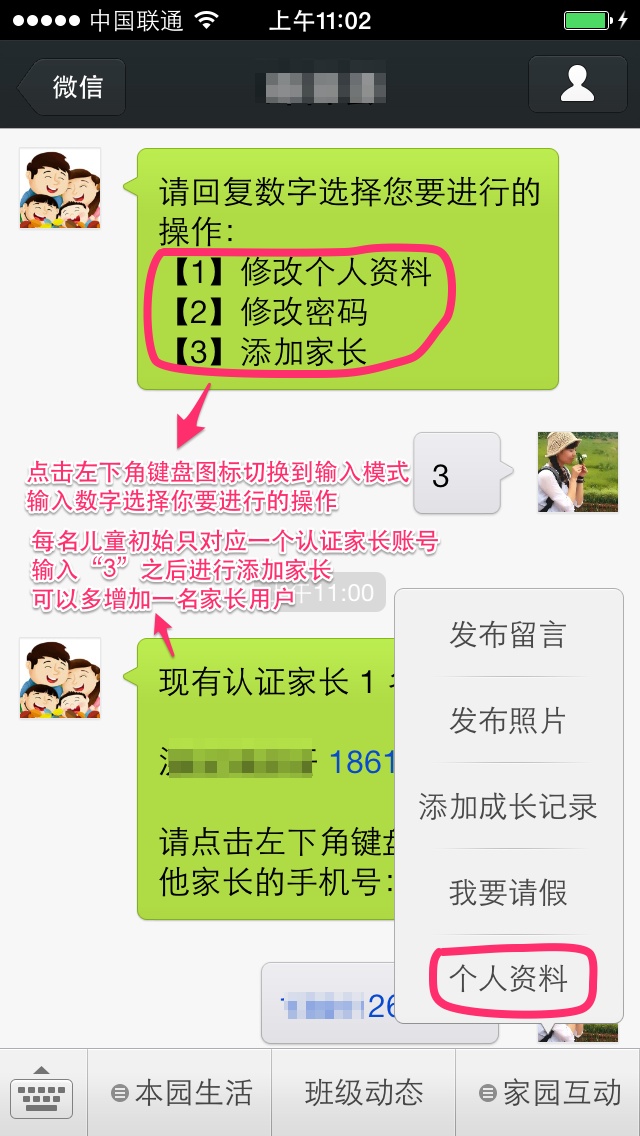 中国联通
上午11:02
微信
请回复数字选择您要进行的
操作：
【1】修改个人资料
【2】修改密码
【3】添加家长
点击左下角键盘图标切换到输入模式
输入数字选择你要进行的操作
3
每名儿童初始只对应一个认证家长账号
输入“3”之后进行添加家长
可以多增加一名家长用户
午11:00
现有认证家长 1
1861
请点击左下角键盘
他家长的手机号：
26
发布留言
发布照片
添加成长记录
我要请假
个人资料
本园生活
班级动态
家园互动